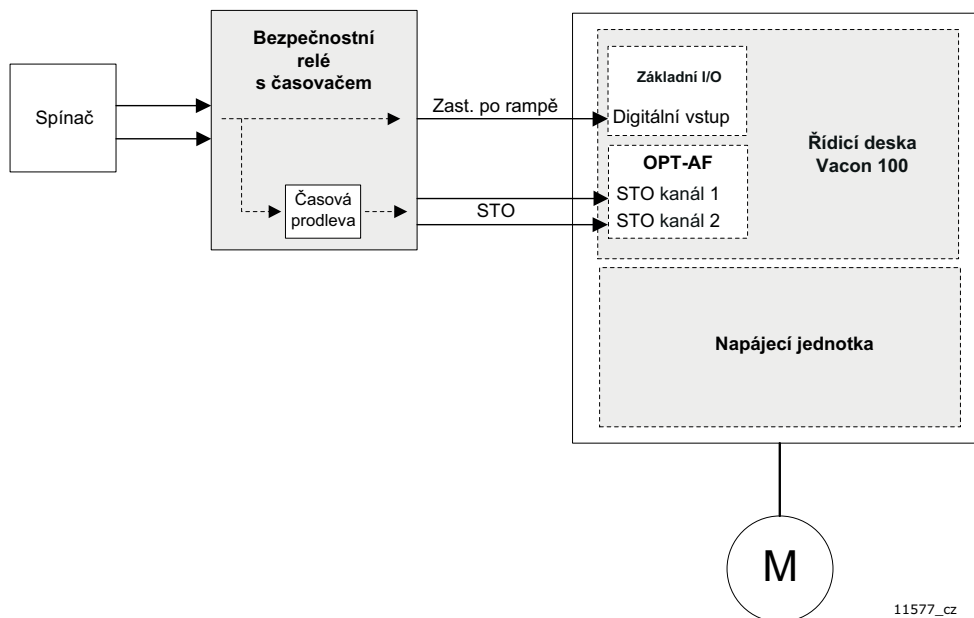 Spínač
Bezpečnostní
relé
s časovačem
Časová
prodleva
Zast. po rampě
STO
Základní I/O
Digitální vstup
OPT-AF
STO kanál 1
STO kanál 2
Řídicí deska
Vacon 100
Napájecí jednotka
M
11577_cz